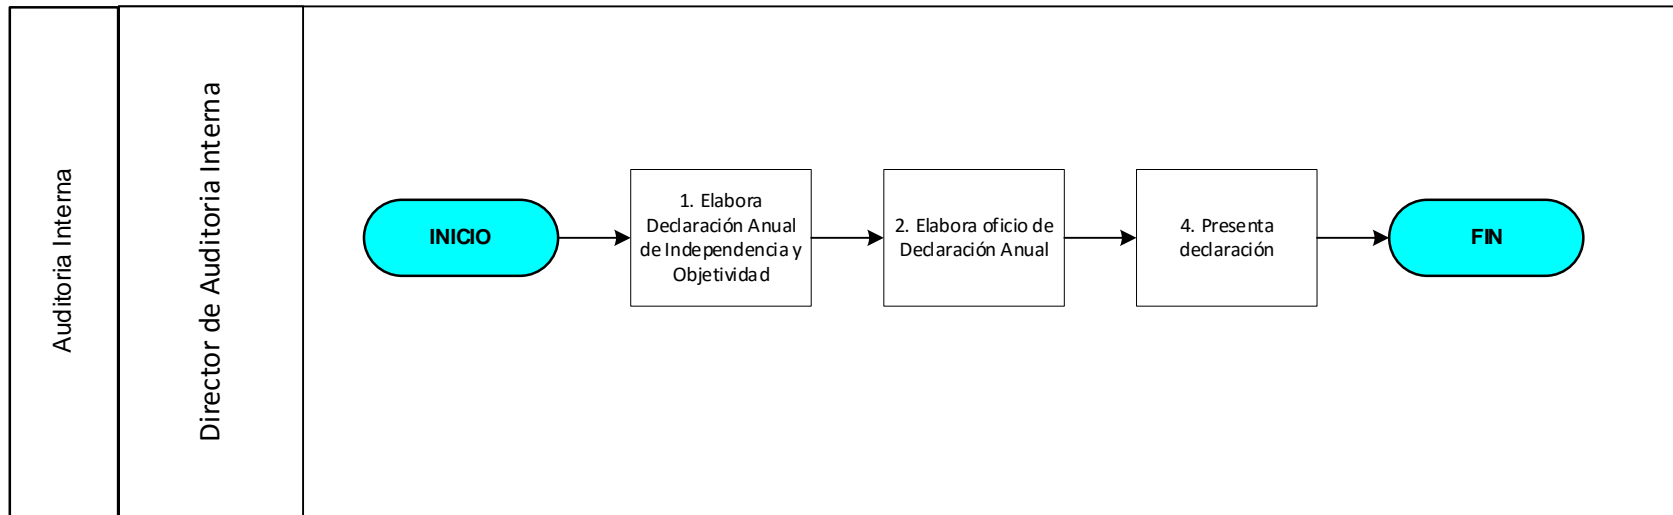 Auditoria Interna
Director de Auditoria Interna
INICIO
1. Elabora
Declaración Anual
de Independencia y
Objetividad
2. Elabora oficio de
Declaración Anual
4. Presenta
declaración
FIN